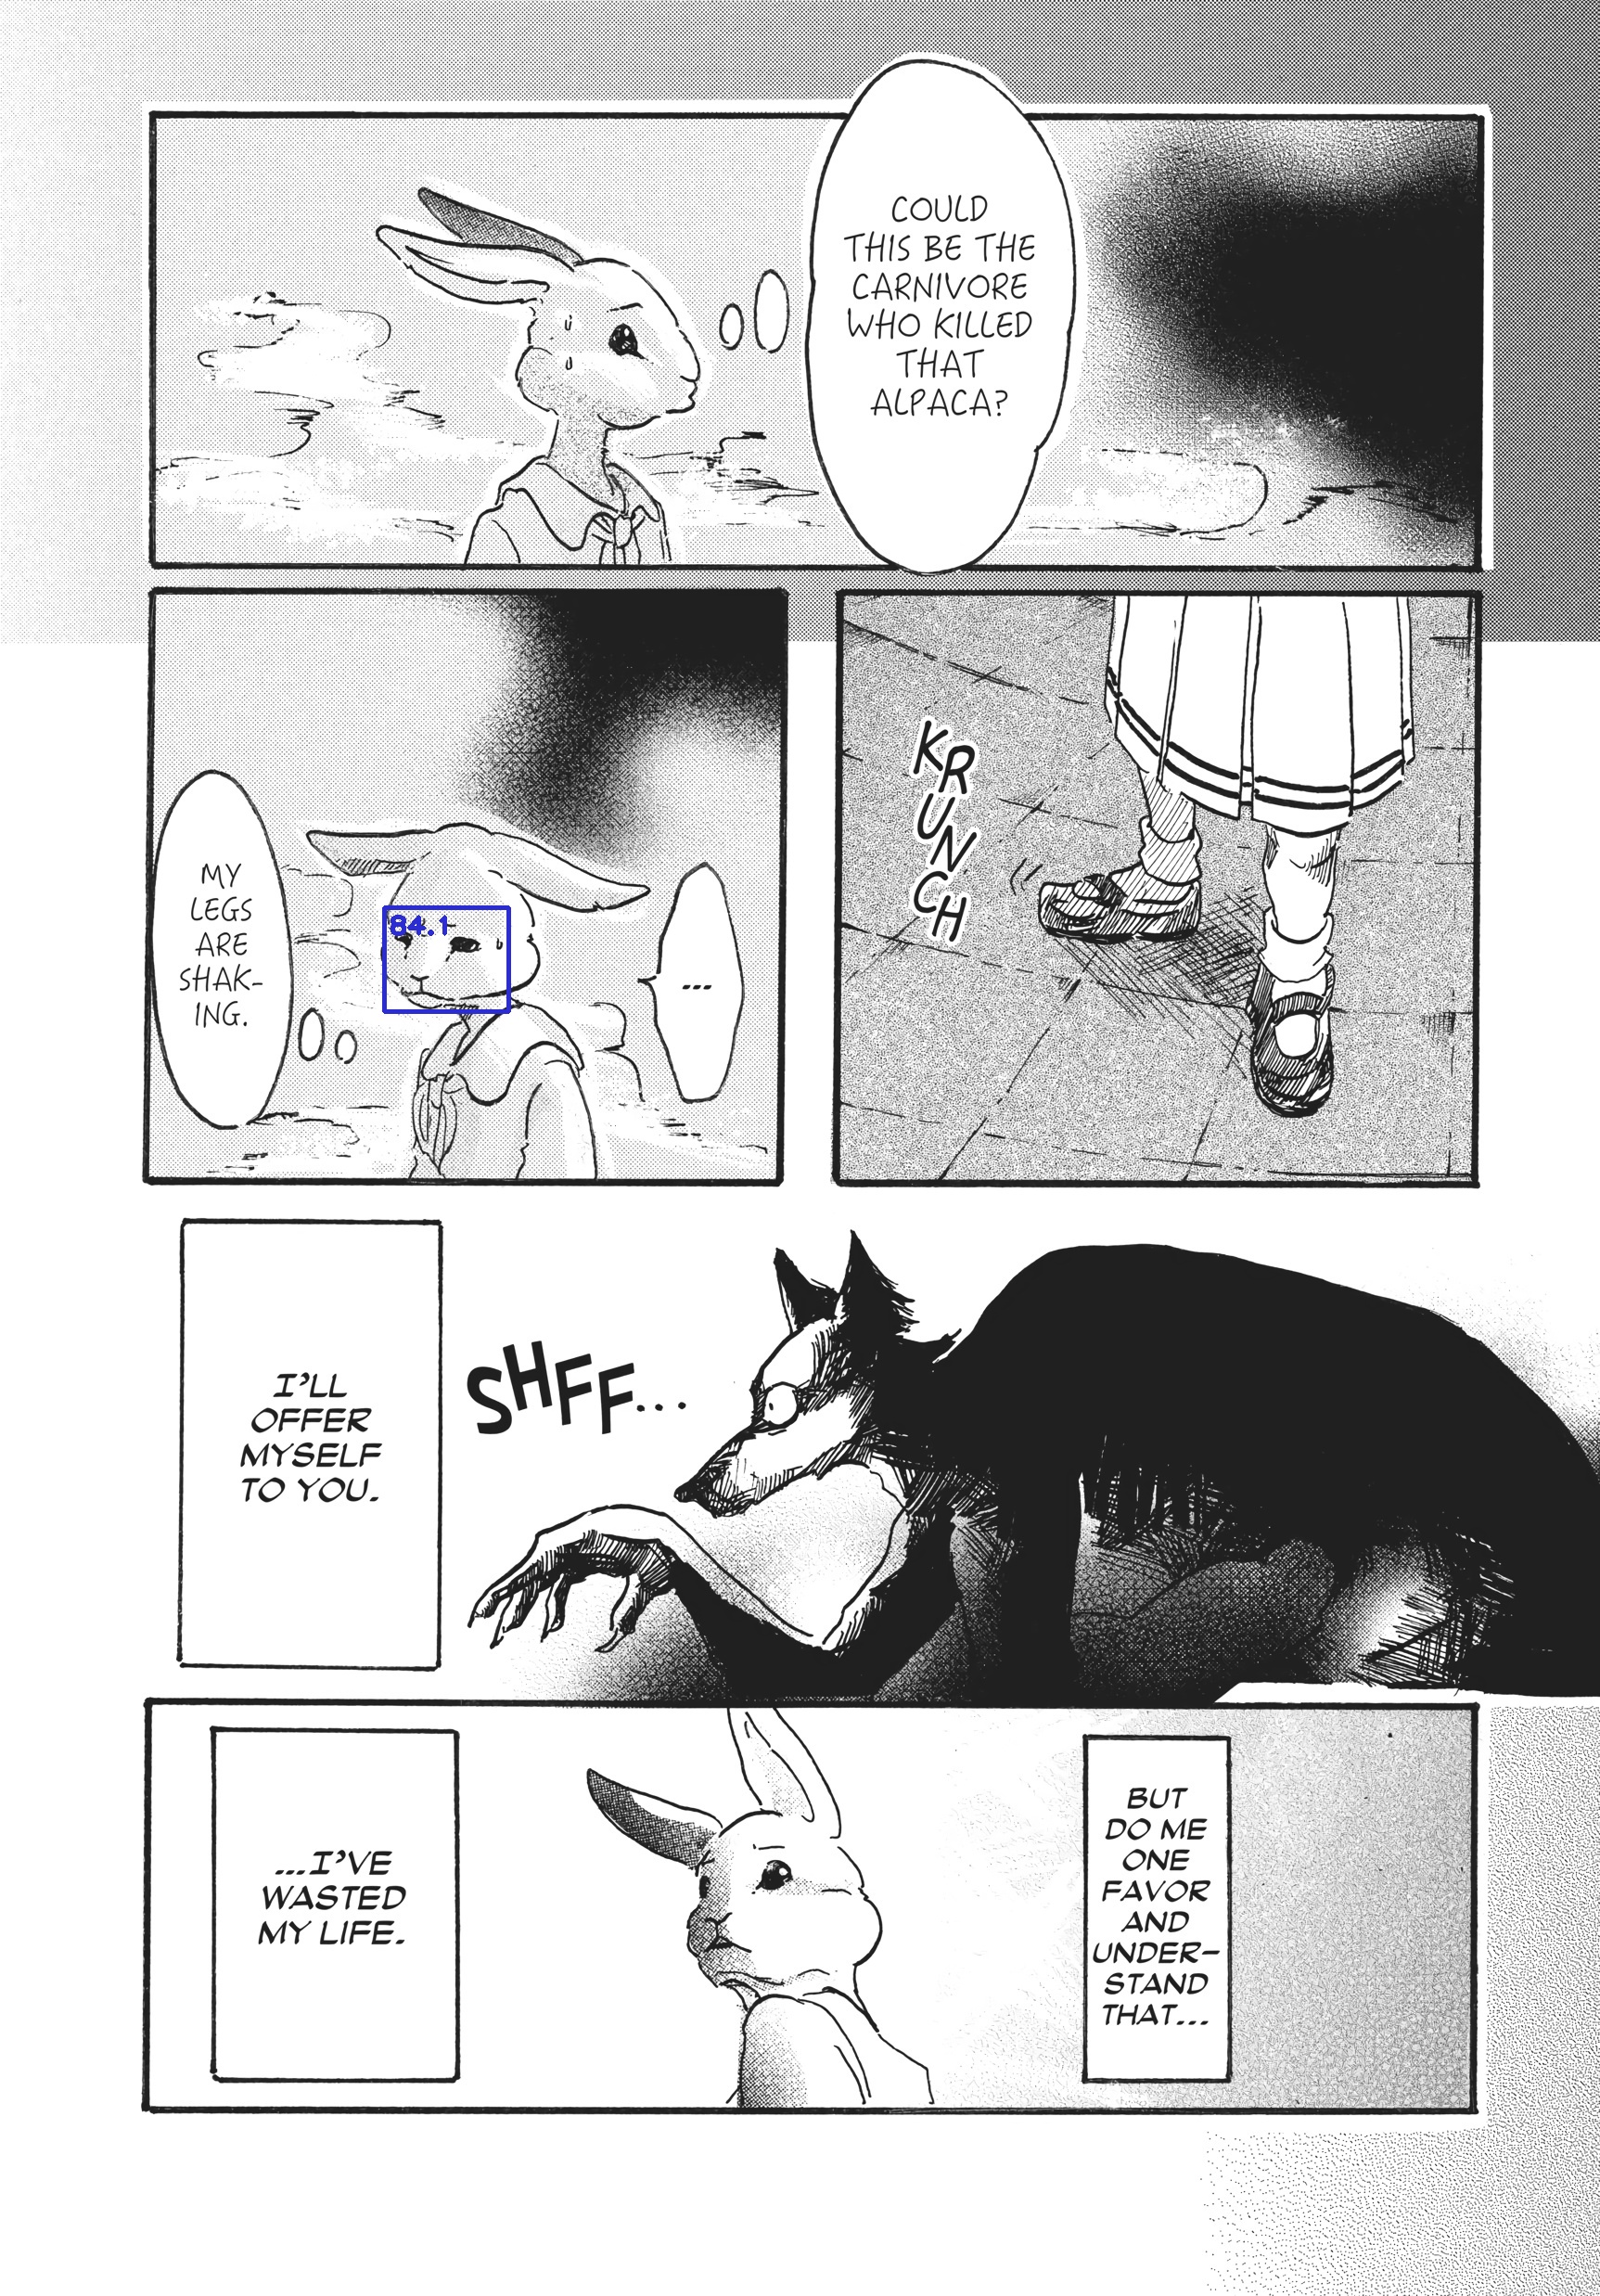 COULD
THIS BE THE
CARNIVORE
WHO KILLED
THAT
ALPACA?
KRUNCH
...
MY
LEGS
ARE
SHAK-
ING.
84.1
SHFF...
I'LL
OFFER
MYSELF
TO YOU.
BUT
DO ME
ONE
FAVOR
AND
UNDER-
STAND
THAT...
...I'VE
WASTED
MY LIFE.